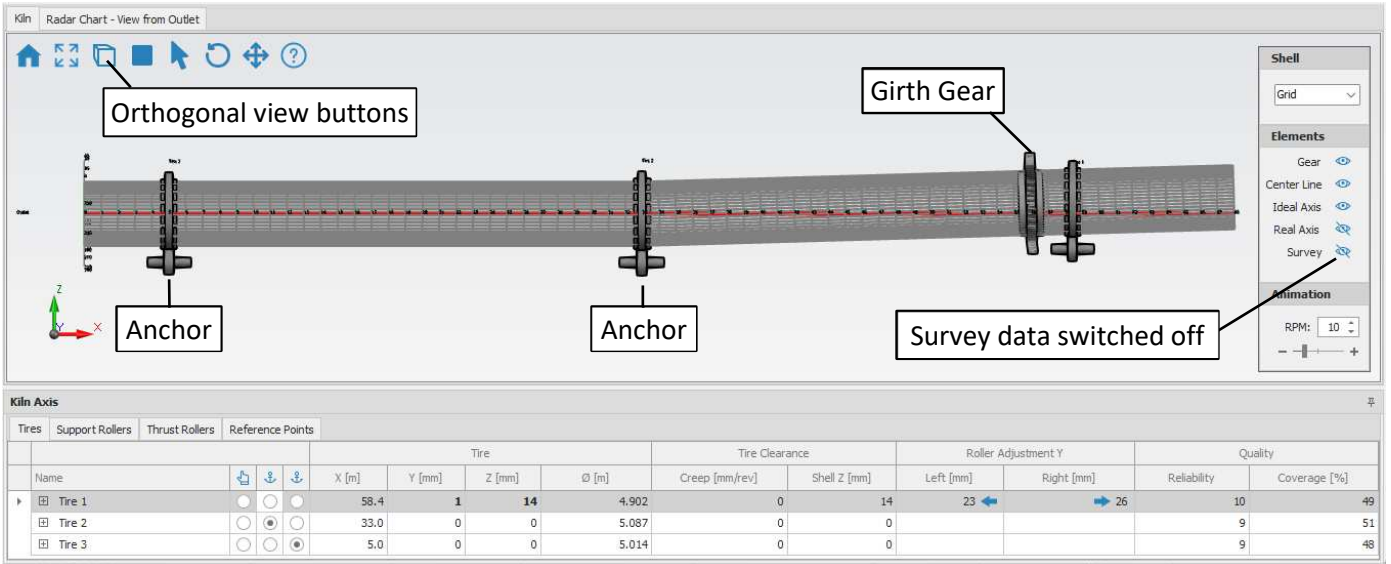 Kiln Radar Chart - View from Outlet
Orthogonal view buttons
Girth Gear
Shell
Grid
Elements
Gear
Center Line
Ideal Axis
Real Axis
Survey
Animation
RPM: 10
- +
Z
Y X
Anchor
Anchor
Survey data switched off
Kiln Axis
Tires Support Rollers Thrust Rollers Reference Points
Tire Tire Clearance Roller Adjustment Y Quality
Name X [m] Y [mm] Z [mm] Ø [m] Creep [mm/rev] Shell Z [mm] Left [mm] Right [mm] Reliability Coverage [%]
Tire 1 58.4 1 14 4.902 0 14 23 26 10 49
Tire 2 33.0 0 0 5.087 0 0 9 51
Tire 3 5.0 0 0 5.014 0 0 9 48